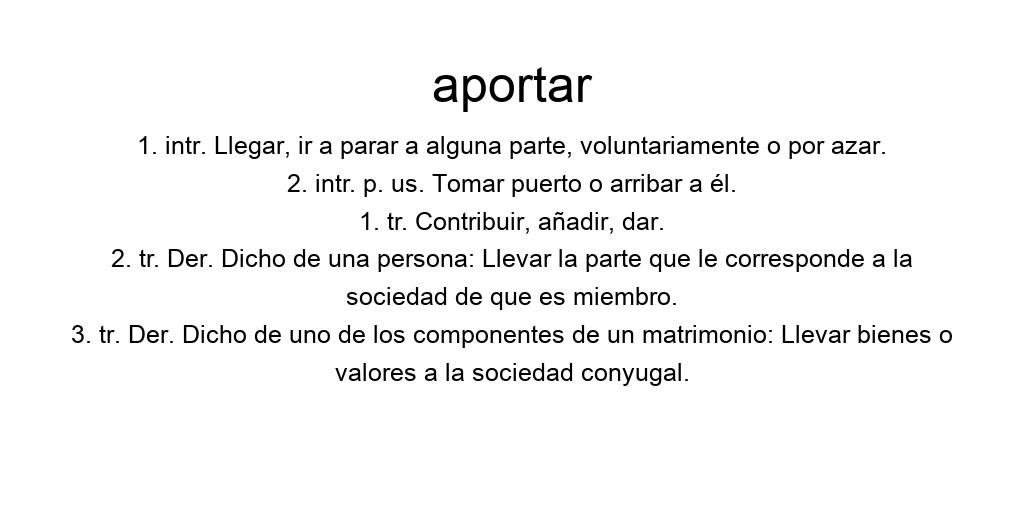 aportar
1. intr. Llegar, ir a parar a alguna parte, voluntariamente o por azar.
2. intr. p. us. Tomar puerto o arribar a él.
1. tr. Contribuir, añadir, dar.
2. tr. Der. Dicho de una persona: Llevar la parte que le corresponde a la
sociedad de que es miembro.
3. tr. Der. Dicho de uno de los componentes de un matrimonio: Llevar bienes o
valores a la sociedad conyugal.